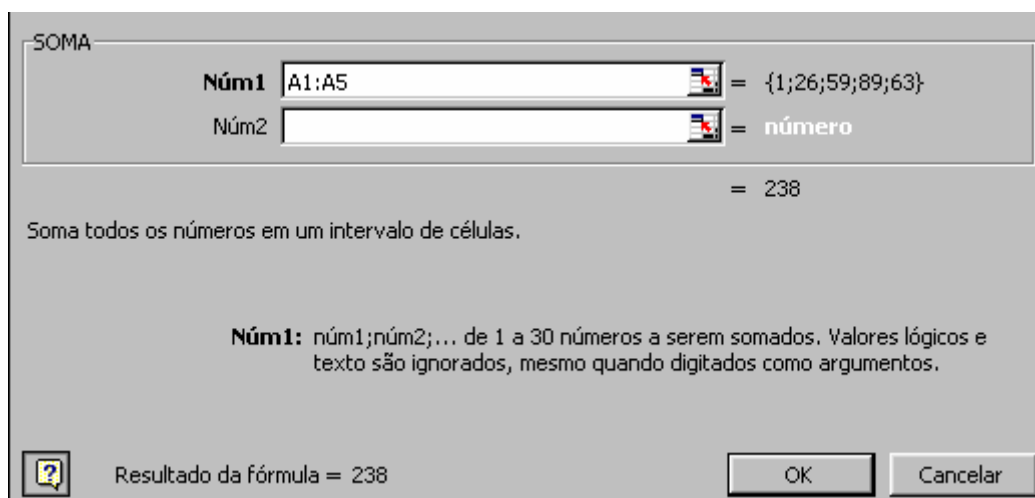 SOMA
Núm1 A1:A5 = {1;26;59;89;63}
Núm2 = número
= 238
Soma todos os números em um intervalo de células.
Núm1: núm1;núm2;... de 1 a 30 números a serem somados. Valores lógicos e
texto são ignorados, mesmo quando digitados como argumentos.
? Resultado da fórmula = 238 OK Cancelar